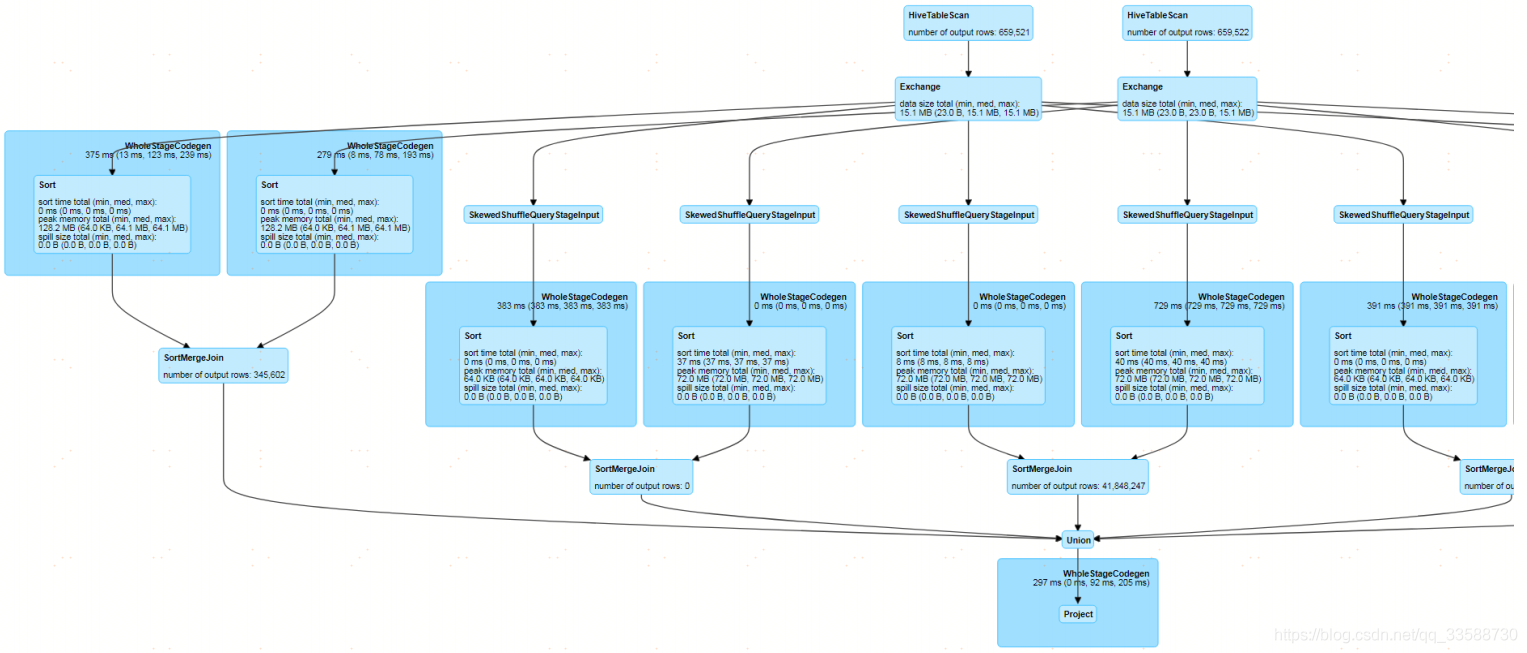 HiveTableScan
number of output rows: 659,521
HiveTableScan
number of output rows: 659,522
Exchange
data size total (min, med, max):
15.1 MB (23.0 B, 15.1 MB, 15.1 MB)
Exchange
data size total (min, med, max):
15.1 MB (23.0 B, 23.0 B, 15.1 MB)
WholeStageCodegen
375 ms (13 ms, 123 ms, 239 ms)
Sort
sort time total (min, med, max):
0 ms (0 ms, 0 ms, 0 ms)
peak memory total (min, med, max):
128.2 MB (64.0 KB, 64.1 MB, 64.1 MB)
spill size total (min, med, max):
0.0 B (0.0 B, 0.0 B, 0.0 B)
WholeStageCodegen
279 ms (8 ms, 78 ms, 193 ms)
Sort
sort time total (min, med, max):
0 ms (0 ms, 0 ms, 0 ms)
peak memory total (min, med, max):
128.2 MB (64.0 KB, 64.1 MB, 64.1 MB)
spill size total (min, med, max):
0.0 B (0.0 B, 0.0 B, 0.0 B)
SkewedShuffleQueryStageInput
SkewedShuffleQueryStageInput
SkewedShuffleQueryStageInput
SkewedShuffleQueryStageInput
SkewedShuffleQueryStageInput
WholeStageCodegen
383 ms (383 ms, 383 ms, 383 ms)
Sort
sort time total (min, med, max):
0 ms (0 ms, 0 ms, 0 ms)
peak memory total (min, med, max):
64.0 KB (64.0 KB, 64.0 KB, 64.0 KB)
spill size total (min, med, max):
0.0 B (0.0 B, 0.0 B, 0.0 B)
WholeStageCodegen
0 ms (0 ms, 0 ms, 0 ms)
Sort
sort time total (min, med, max):
37 ms (37 ms, 37 ms, 37 ms)
peak memory total (min, med, max):
72.0 MB (72.0 MB, 72.0 MB, 72.0 MB)
spill size total (min, med, max):
0.0 B (0.0 B, 0.0 B, 0.0 B)
WholeStageCodegen
0 ms (0 ms, 0 ms, 0 ms)
Sort
sort time total (min, med, max):
8 ms (8 ms, 8 ms, 8 ms)
peak memory total (min, med, max):
72.0 MB (72.0 MB, 72.0 MB, 72.0 MB)
spill size total (min, med, max):
0.0 B (0.0 B, 0.0 B, 0.0 B)
WholeStageCodegen
729 ms (729 ms, 729 ms, 729 ms)
Sort
sort time total (min, med, max):
40 ms (40 ms, 40 ms, 40 ms)
peak memory total (min, med, max):
72.0 MB (72.0 MB, 72.0 MB, 72.0 MB)
spill size total (min, med, max):
0.0 B (0.0 B, 0.0 B, 0.0 B)
WholeStageCodegen
391 ms (391 ms, 391 ms, 391 ms)
Sort
sort time total (min, med, max):
0 ms (0 ms, 0 ms, 0 ms)
peak memory total (min, med, max):
64.0 KB (64.0 KB, 64.0 KB, 64.0 KB)
spill size total (min, med, max):
0.0 B (0.0 B, 0.0 B, 0.0 B)
SortMergeJoin
number of output rows: 345,602
SortMergeJoin
number of output rows: 0
SortMergeJoin
number of output rows: 41,848,247
SortMergeJo
number of ou
Union
WholeStageCodegen
297 ms (0 ms, 92 ms, 205 ms)
Project
https://blog.csdn.net/qq_33588730